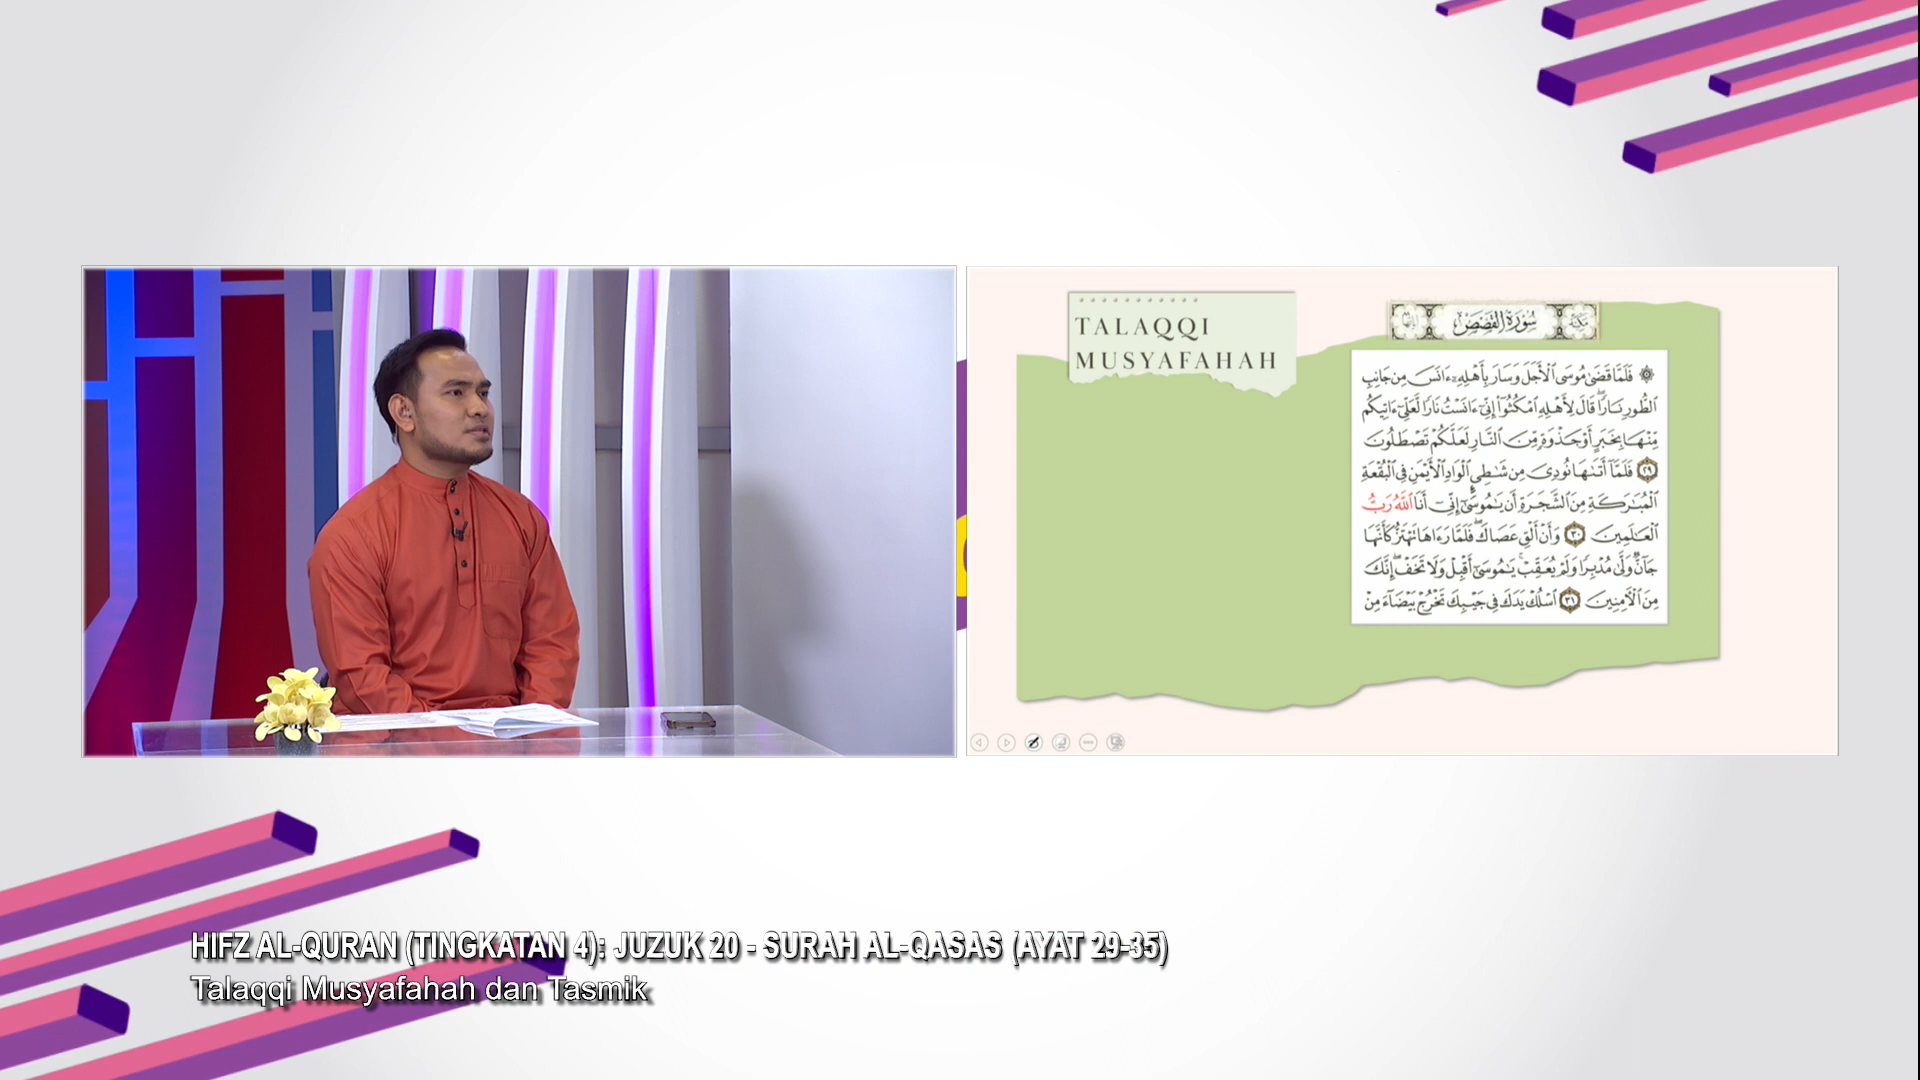 TALAQQI
MUSYAFAHAH
سُورَةُ القَصَصِ
۞ فَلَمَّا قَضَىٰ مُوسَى ٱلْأَجَلَ وَسَارَ بِأَهْلِهِۦٓ ءَانَسَ مِن جَانِبِ
ٱلطُّورِ نَارًاۖ قَالَ لِأَهْلِهِ ٱمْكُثُوٓا۟ إِنِّىٓ ءَانَسْتُ نَارًا لَّعَلِّىٓ ءَاتِيكُم
مِّنْهَا بِخَبَرٍ أَوْ جَذْوَةٍ مِّنَ ٱلنَّارِ لَعَلَّكُمْ تَصْطَلُونَ
٢٩ فَلَمَّآ أَتَىٰهَا نُودِىَ مِن شَٰطِئِ ٱلْوَادِ ٱلْأَيْمَنِ فِى ٱلْبُقْعَةِ
ٱلْمُبَٰرَكَةِ مِنَ ٱلشَّجَرَةِ أَن يَٰمُوسَىٰٓ إِنِّىٓ أَنَا ٱللَّهُ رَبُّ
ٱلْعَٰلَمِينَ ٣٠ وَأَنْ أَلْقِ عَصَاكَۖ فَلَمَّا رَءَاهَا تَهْتَزُّ كَأَنَّهَا
جَآنٌّ وَلَّىٰ مُدْبِرًا وَلَمْ يُعَقِّبْۚ يَٰمُوسَىٰٓ أَقْبِلْ وَلَا تَخَفْۖ إِنَّكَ
مِنَ ٱلْءَامِنِينَ ٣١ ٱسْلُكْ يَدَكَ فِى جَيْبِكَ تَخْرُجْ بَيْضَآءَ مِنْ
HIFZ AL-QURAN (TINGKATAN 4): JUZUK 20 - SURAH AL-QASAS (AYAT 29-35)
Talaqqi Musyafahah dan Tasmik